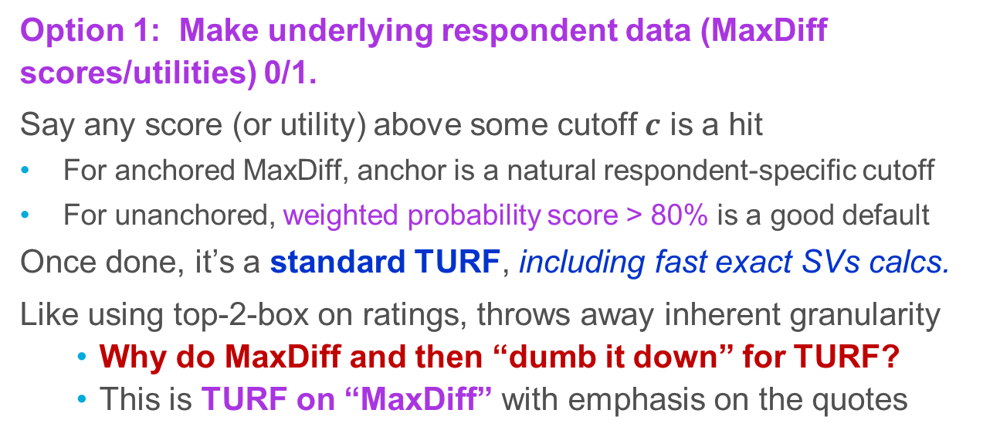 Option 1:  Make underlying respondent data (MaxDiff
scores/utilities) 0/1.
Say any score (or utility) above some cutoff c is a hit
• For anchored MaxDiff, anchor is a natural respondent-specific cutoff
• For unanchored, weighted probability score > 80% is a good default
Once done, it’s a standard TURF, including fast exact SVs calcs.
Like using top-2-box on ratings, throws away inherent granularity
• Why do MaxDiff and then “dumb it down” for TURF?
• This is TURF on “MaxDiff” with emphasis on the quotes